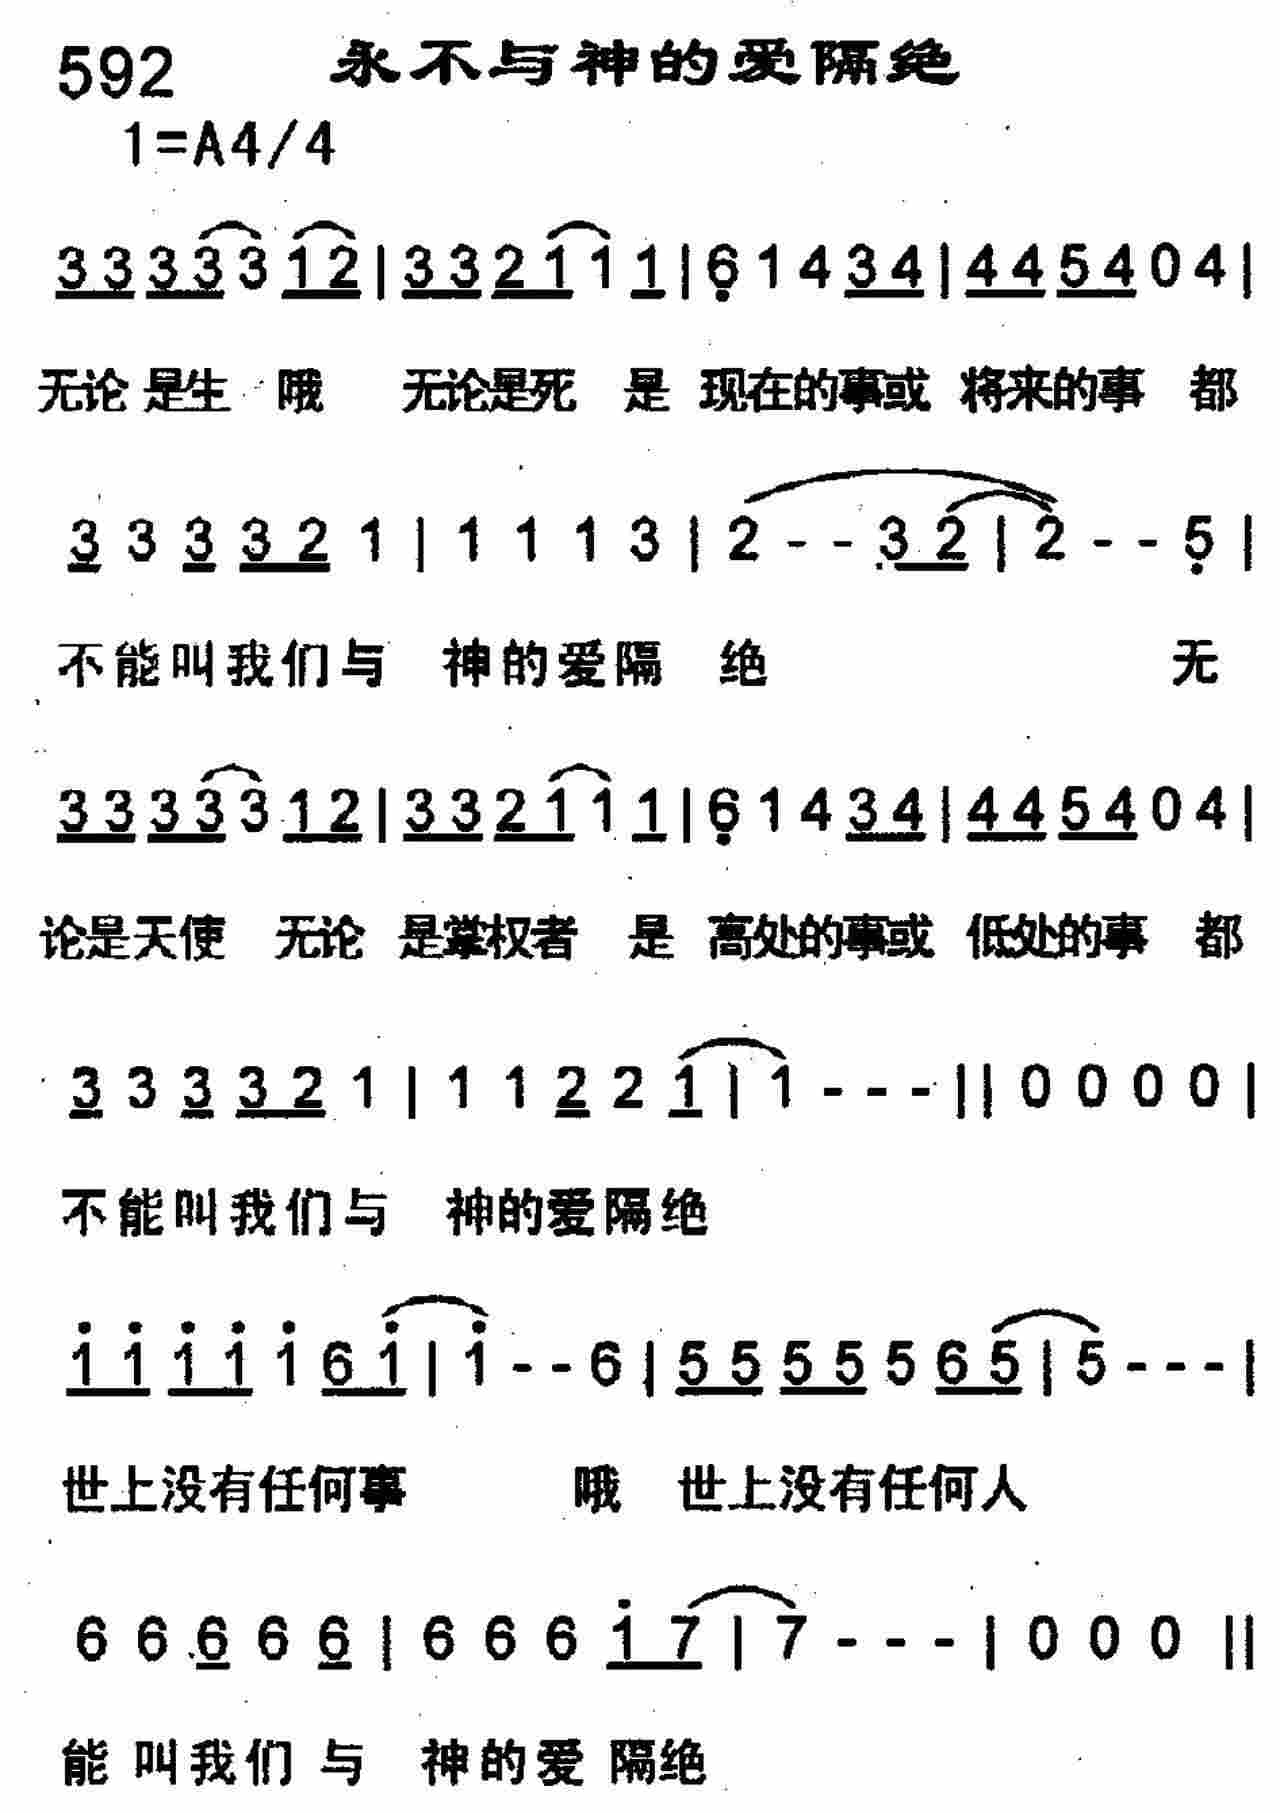 592 永不与神的爱隔绝
1=A4/4
3 3 3 3 3 1 2 | 3 3 2 1 1 1 | 6̣ 1 4 3 4 | 4 4 5 4 0 4 |
无论 是生 哦 无论是死 是 现在的事或 将来的事 都
3 3 3 3 2 1 | 1 1 1 3 | 2 - - 3 2 | 2 - - 5̣ |
不能叫我们与 神的爱隔 绝 无
3 3 3 3 3 1 2 | 3 3 2 1 1 1 | 6̣ 1 4 3 4 | 4 4 5 4 0 4 |
论是天使 无论 是掌权者 是 高处的事或 低处的事 都
3 3 3 3 2 1 | 1 1 2 2 1 | 1 - - - || 0 0 0 0 |
不能叫我们与 神的爱隔绝
1̇ 1̇ 1̇ 1̇ 1̇ 6 1̇ | 1̇ - - 6 | 5 5 5 5 5 6 5 | 5 - - - |
世上没有任何事 哦 世上没有任何人
6 6 6 6 6 | 6 6 6 1̇ 7 | 7 - - - | 0 0 0 ||
能 叫我们 与 神的爱 隔绝